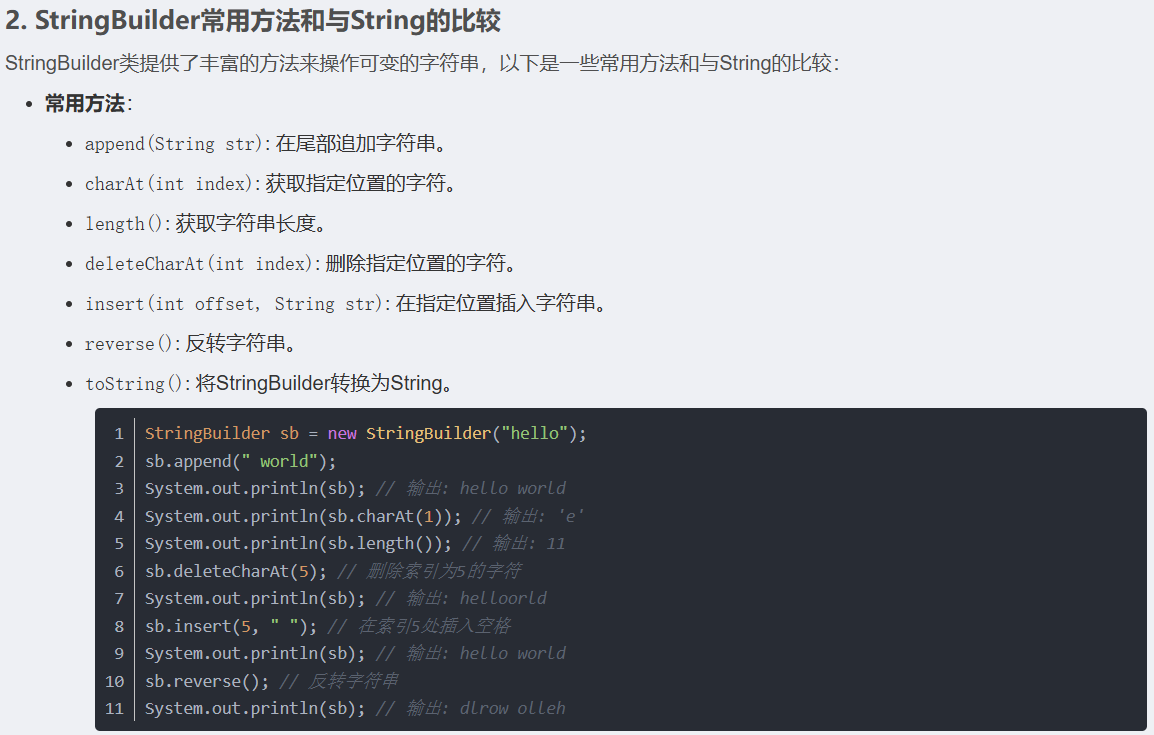 2. StringBuilder常用方法和与String的比较
StringBuilder类提供了丰富的方法来操作可变的字符串，以下是一些常用方法和与String的比较：
• 常用方法：
• append(String str)：在尾部追加字符串。
• charAt(int index)：获取指定位置的字符。
• length()：获取字符串长度。
• deleteCharAt(int index)：删除指定位置的字符。
• insert(int offset, String str)：在指定位置插入字符串。
• reverse()：反转字符串。
• toString()：将StringBuilder转换为String。
1 StringBuilder sb = new StringBuilder("hello");
2 sb.append(" world");
3 System.out.println(sb); // 输出: hello world
4 System.out.println(sb.charAt(1)); // 输出: 'e'
5 System.out.println(sb.length()); // 输出: 11
6 sb.deleteCharAt(5); // 删除索引为5的字符
7 System.out.println(sb); // 输出: helloorld
8 sb.insert(5, " "); // 在索引5处插入空格
9 System.out.println(sb); // 输出: hello world
10 sb.reverse(); // 反转字符串
11 System.out.println(sb); // 输出: dlrow olleh